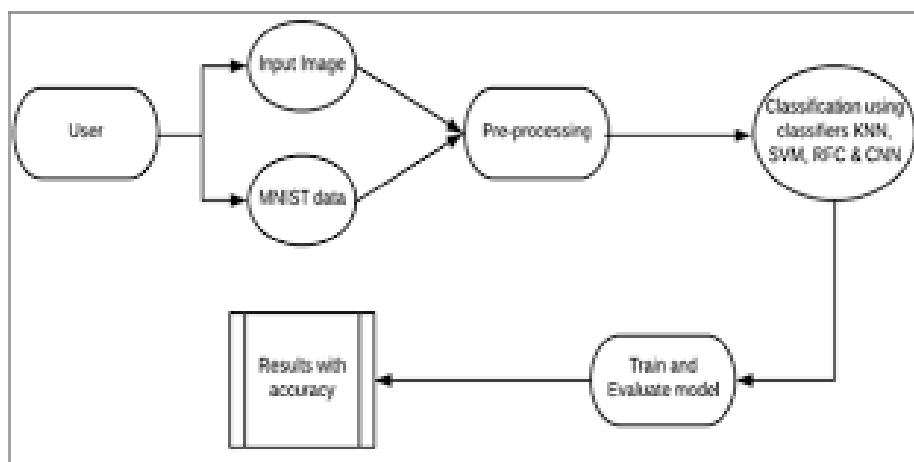 User
Input Image
MNIST data
Pre-processing
Classification using
classifiers KNN,
SVM, RFC & CNN
Train and
Evaluate model
Results with
accuracy